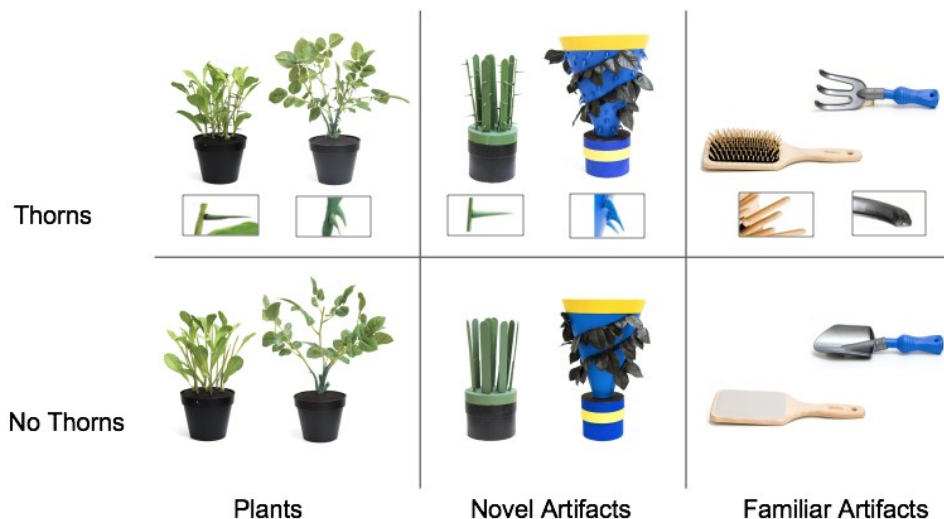 Thorns
No Thorns
Plants
Novel Artifacts
Familiar Artifacts